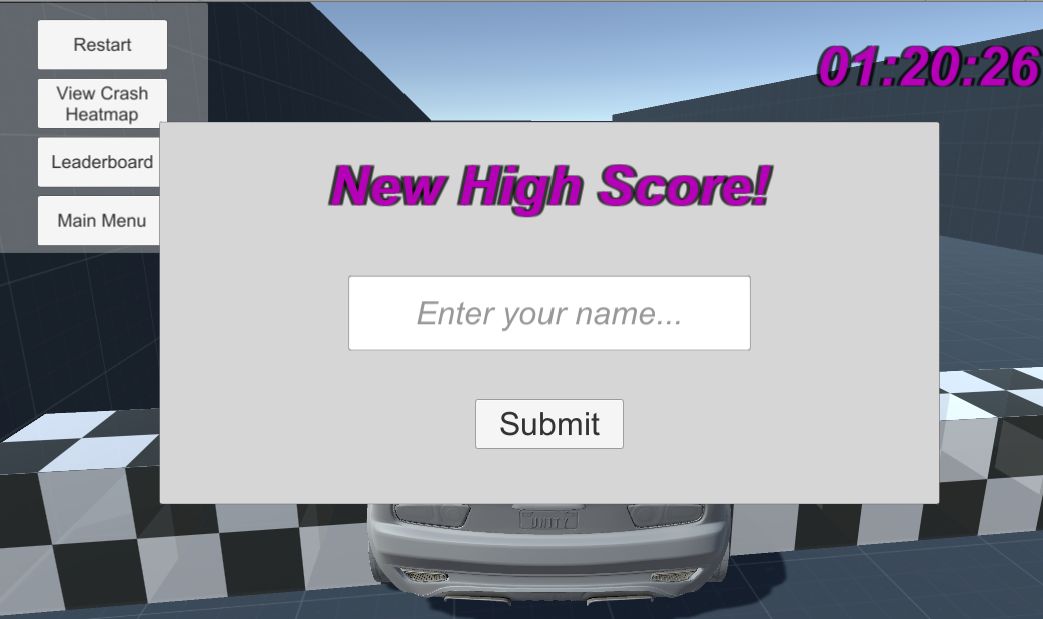 Restart
01:20:26
View Crash
Heatmap
Leaderboard
New High Score!
Main Menu
Enter your name...
Submit
UNITY